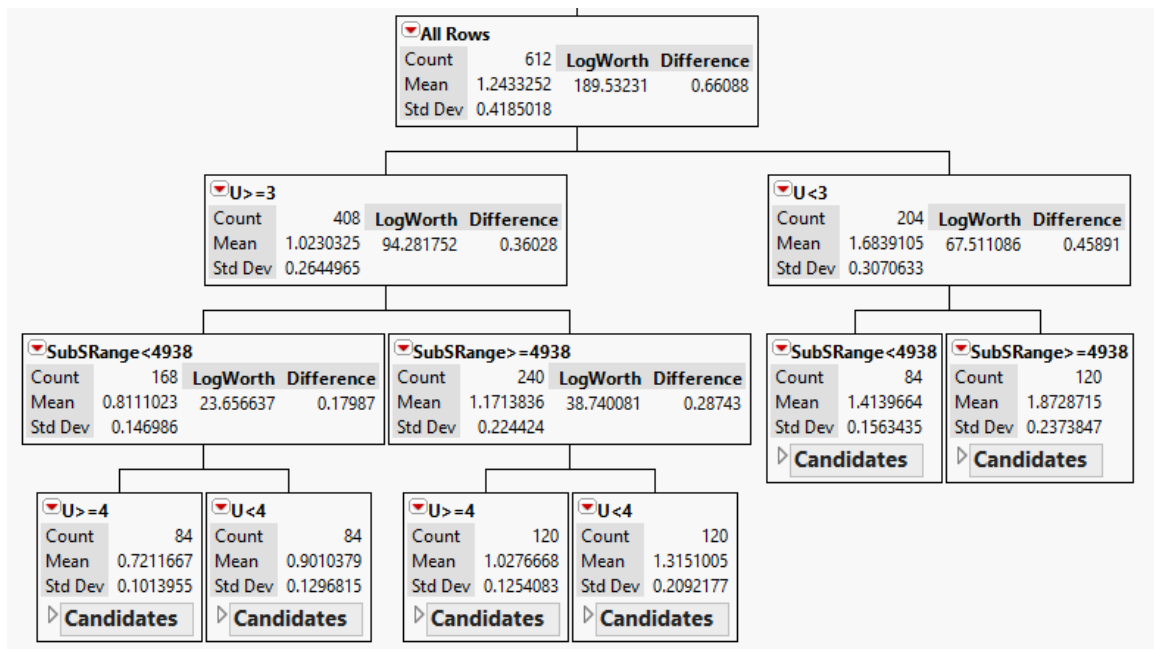 All Rows
Count 612 LogWorth Difference
Mean 1.2433252 189.53231 0.66088
Std Dev 0.4185018
U>=3
Count 408 LogWorth Difference
Mean 1.0230325 94.281752 0.36028
Std Dev 0.2644965
U<3
Count 204 LogWorth Difference
Mean 1.6839105 67.511086 0.45891
Std Dev 0.3070633
SubSRange<4938
Count 168 LogWorth Difference
Mean 0.8111023 23.656637 0.17987
Std Dev 0.146986
SubSRange>=4938
Count 240 LogWorth Difference
Mean 1.1713836 38.740081 0.28743
Std Dev 0.224424
SubSRange<4938
Count 84
Mean 1.4139664
Std Dev 0.1563435
Candidates
SubSRange>=4938
Count 120
Mean 1.8728715
Std Dev 0.2373847
Candidates
U>=4
Count 84
Mean 0.7211667
Std Dev 0.1013955
Candidates
U<4
Count 84
Mean 0.9010379
Std Dev 0.1296815
Candidates
U>=4
Count 120
Mean 1.0276668
Std Dev 0.1254083
Candidates
U<4
Count 120
Mean 1.3151005
Std Dev 0.2092177
Candidates